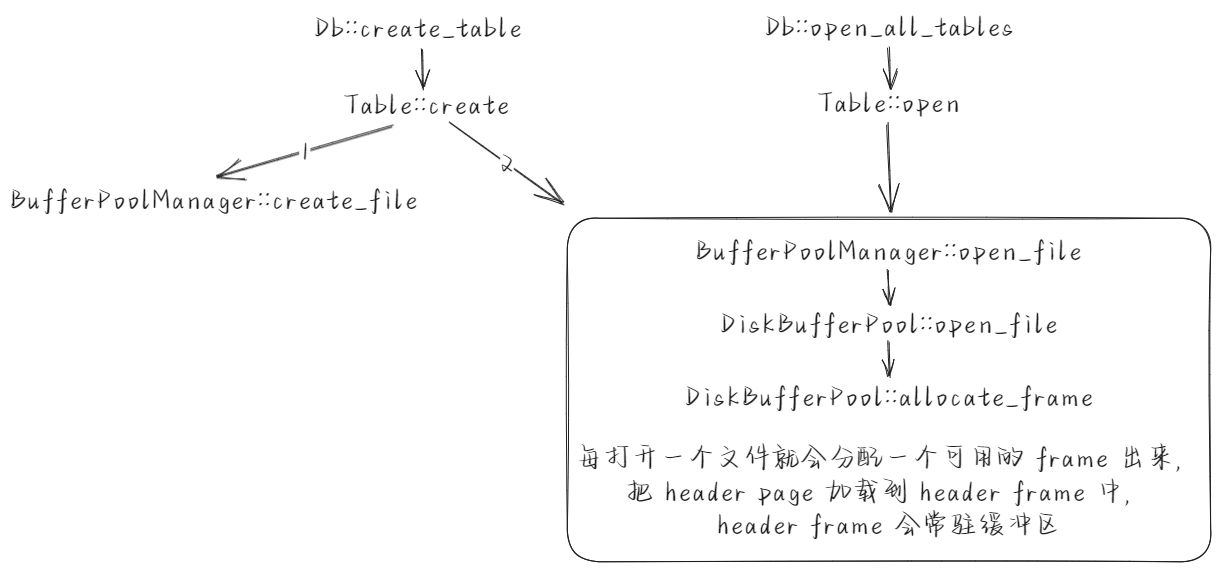 Db::create_table
Db::open_all_tables
Table::create
Table::open
1
2
BufferPoolManager::create_file
BufferPoolManager::open_file
DiskBufferPool::open_file
DiskBufferPool::allocate_frame
每打开一个文件就会分配一个可用的 frame 出来,
把 header page 加载到 header frame 中,
header frame 会常驻缓冲区